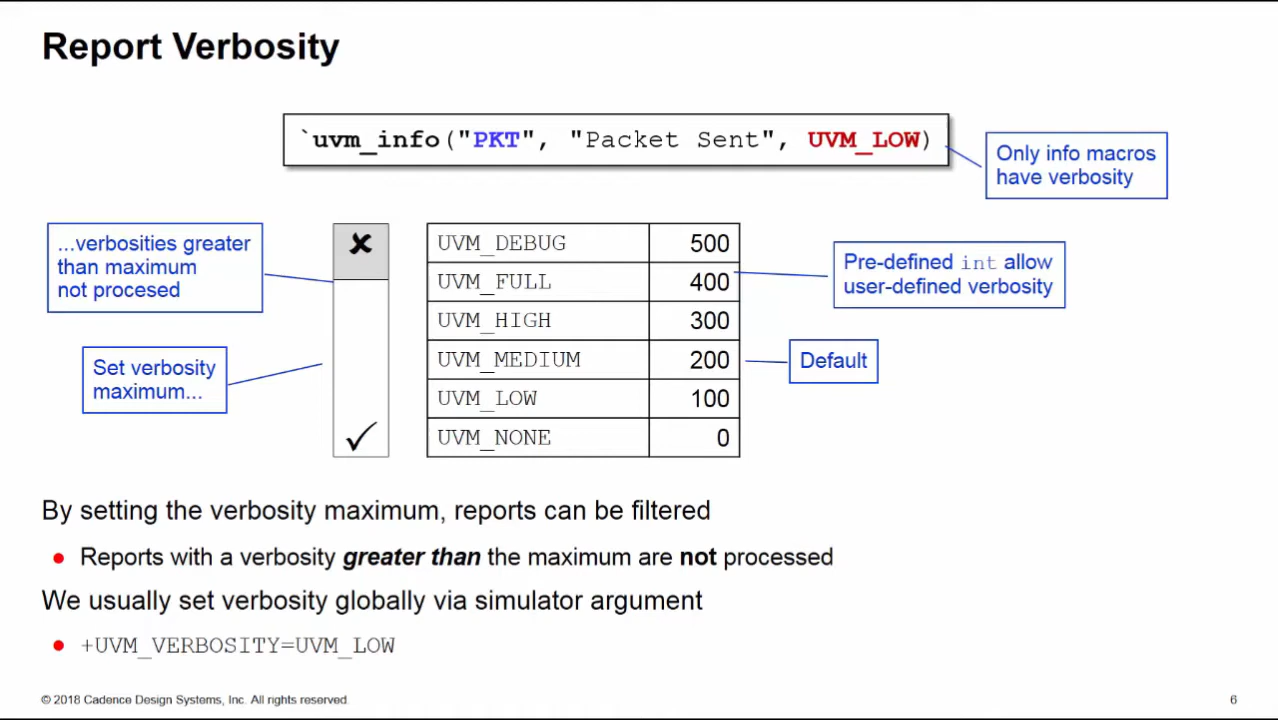 Report Verbosity
`uvm_info("PKT", "Packet Sent", UVM_LOW)
Only info macros
have verbosity
...verbosities greater
than maximum
not procesed
Set verbosity
maximum...
✘
✓
UVM_DEBUG 500
UVM_FULL 400
UVM_HIGH 300
UVM_MEDIUM 200
UVM_LOW 100
UVM_NONE 0
Pre-defined int allow
user-defined verbosity
Default
By setting the verbosity maximum, reports can be filtered
● Reports with a verbosity greater than the maximum are not processed
We usually set verbosity globally via simulator argument
● +UVM_VERBOSITY=UVM_LOW
© 2018 Cadence Design Systems, Inc. All rights reserved.
6